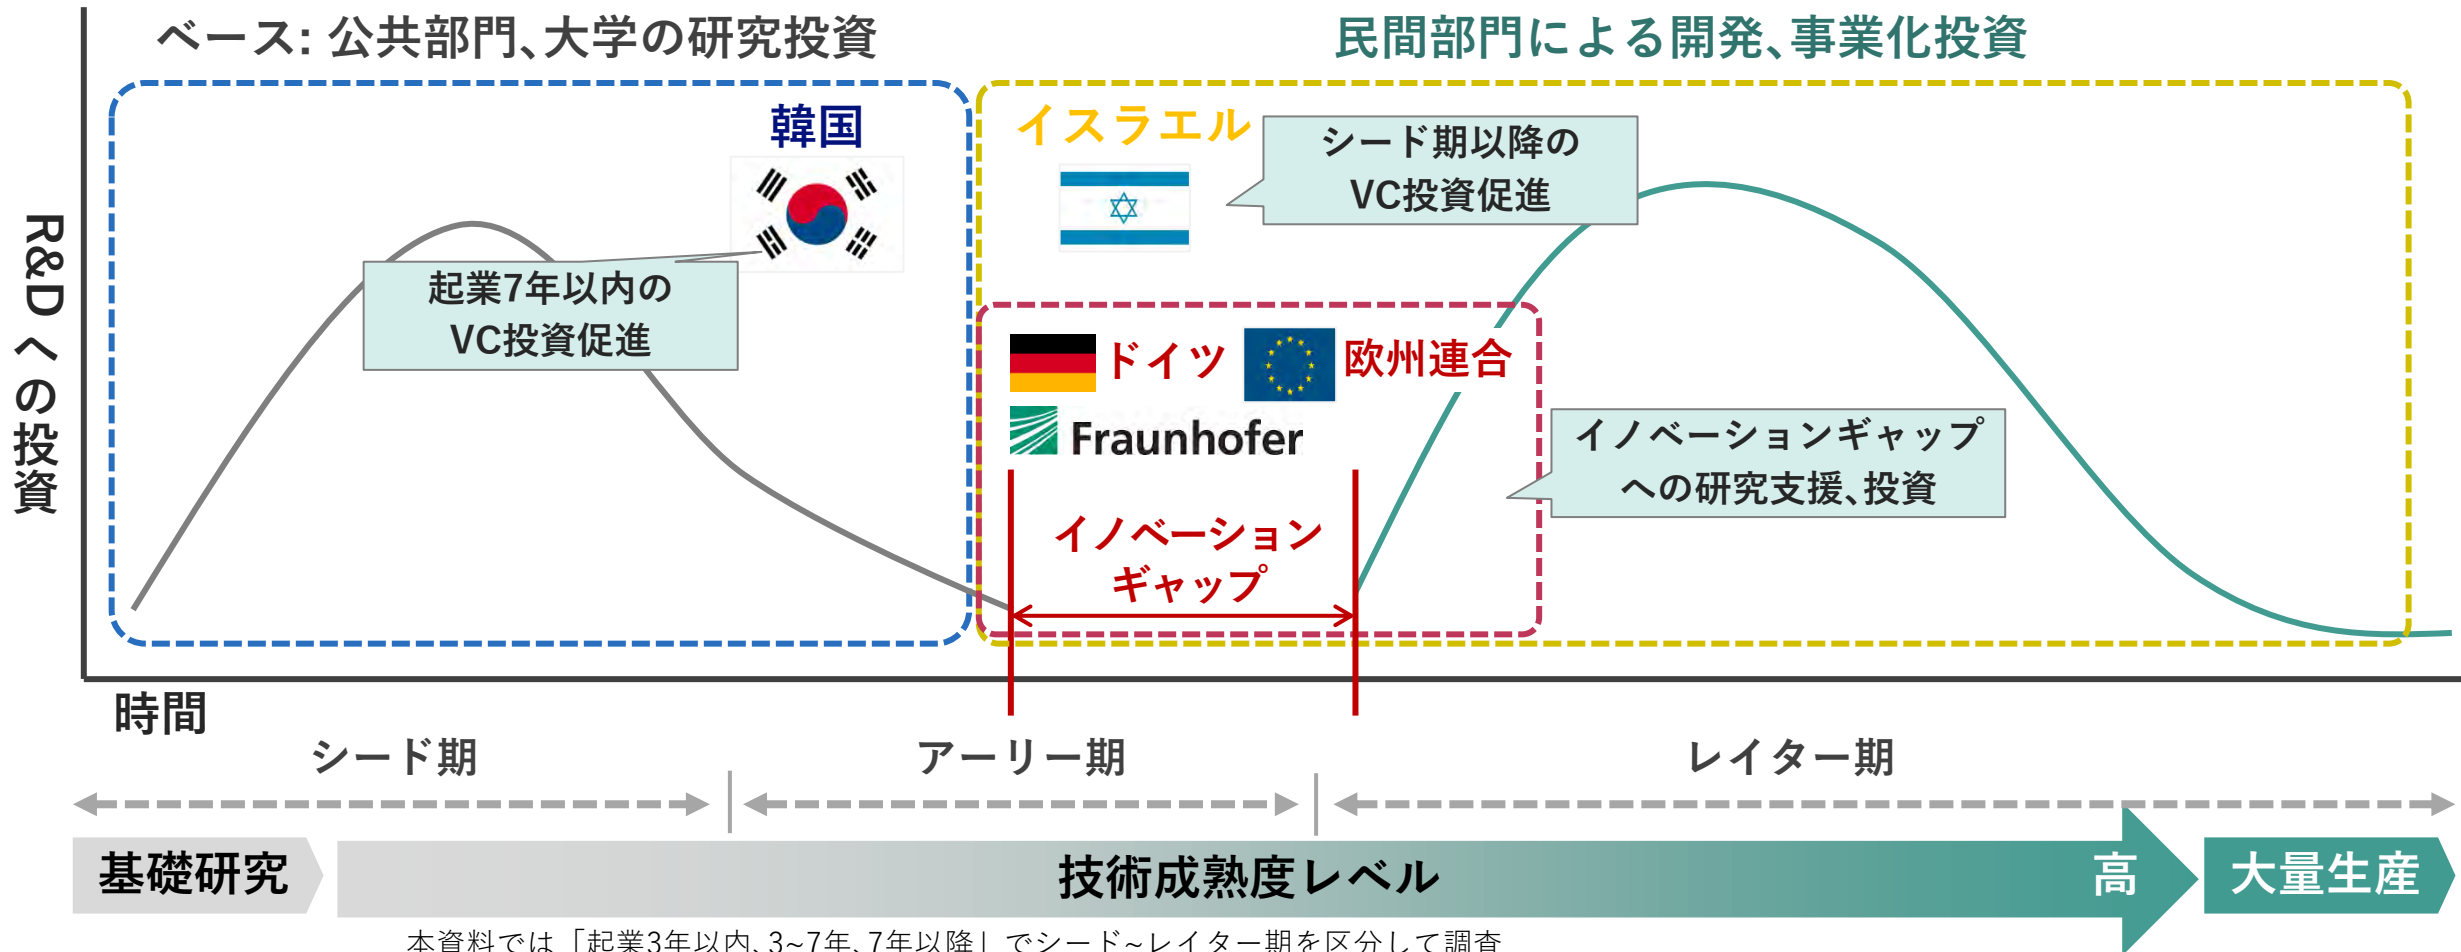 ベース: 公共部門、大学の研究投資
民間部門による開発、事業化投資
R&Dへの投資
韓国
起業7年以内の
VC投資促進
イスラエル
シード期以降の
VC投資促進
ドイツ
欧州連合
Fraunhofer
イノベーションギャップ
への研究支援、投資
イノベーション
ギャップ
時間
シード期
アーリー期
レイター期
基礎研究
技術成熟度レベル
高
大量生産
本資料では「起業3年以内、3~7年、7年以降」でシード~レイター期を区分して調査